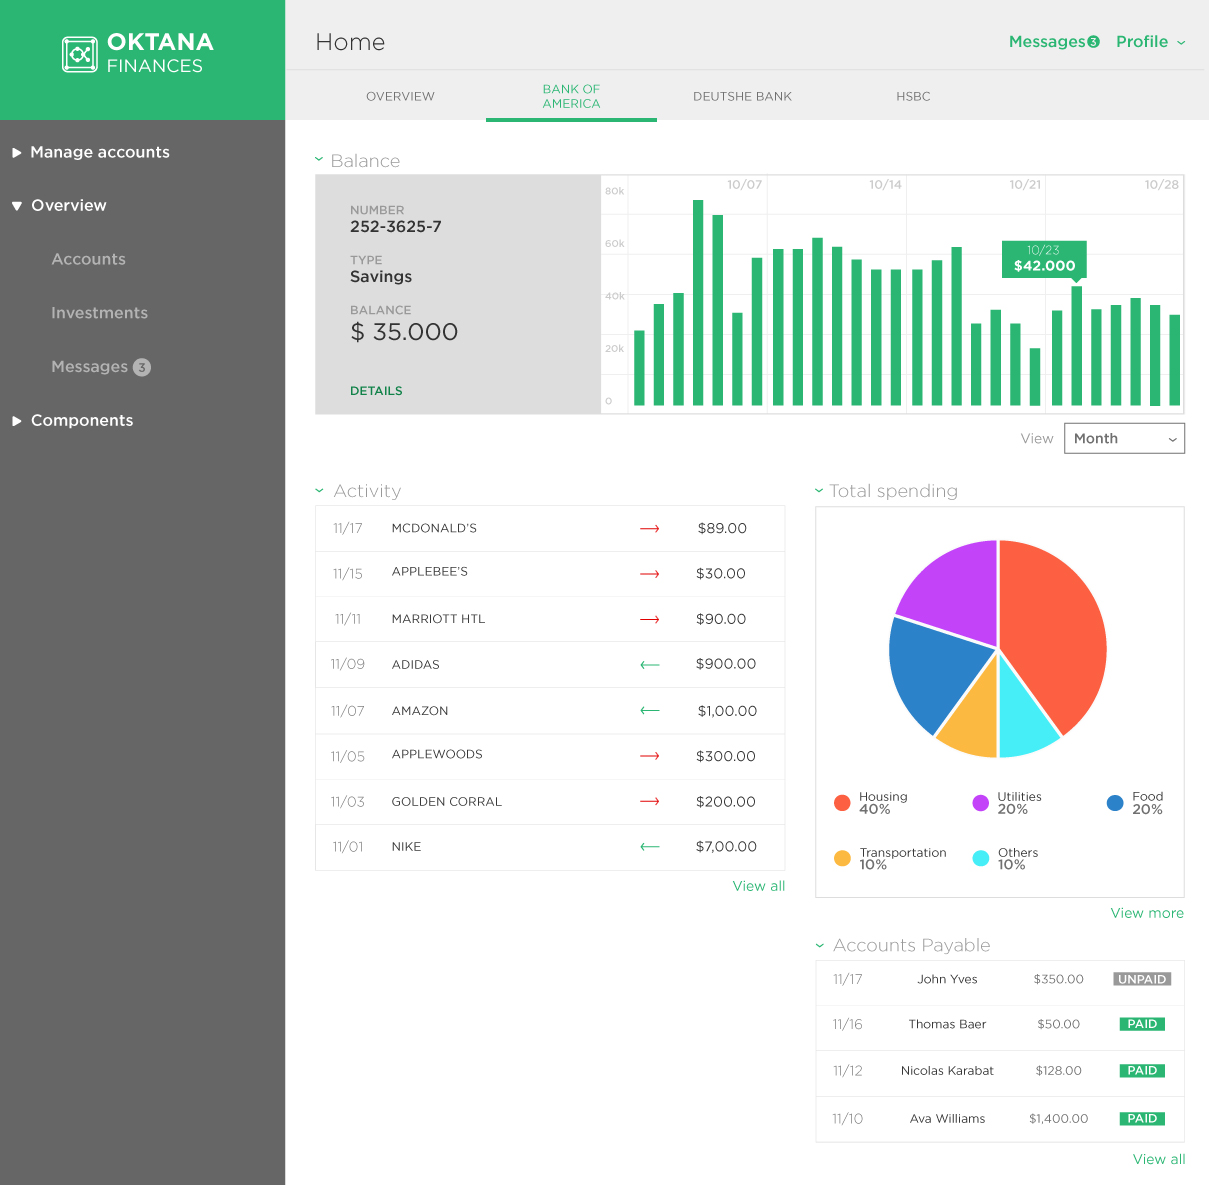 OKTANA
FINANCES
Home
Messages 3
Profile
OVERVIEW
BANK OF
AMERICA
DEUTSHE BANK
HSBC
Manage accounts
Overview
Accounts
Investments
Messages 3
Components
Balance
NUMBER
252-3625-7
TYPE
Savings
BALANCE
$ 35.000
DETAILS
80k
60k
40k
20k
0
10/07
10/14
10/21
10/28
10/23
$42.000
View
Month
Activity
11/17 MCDONALD'S $89.00
11/15 APPLEBEE'S $30.00
11/11 MARRIOTT HTL $90.00
11/09 ADIDAS $900.00
11/07 AMAZON $1,00.00
11/05 APPLEWOODS $300.00
11/03 GOLDEN CORRAL $200.00
11/01 NIKE $7,00.00
View all
Total spending
Housing
40%
Utilities
20%
Food
20%
Transportation
10%
Others
10%
View more
Accounts Payable
11/17 John Yves $350.00 UNPAID
11/16 Thomas Baer $50.00 PAID
11/12 Nicolas Karabat $128.00 PAID
11/10 Ava Williams $1,400.00 PAID
View all